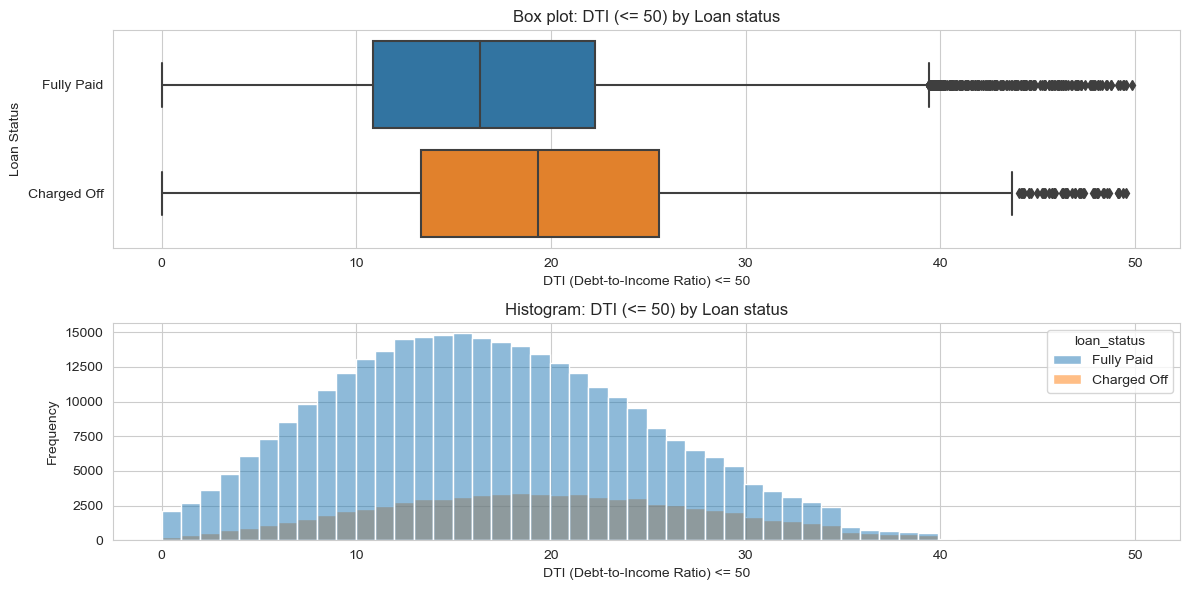 Box plot: DTI (<= 50) by Loan status
Loan Status
Fully Paid
Charged Off
0 10 20 30 40 50
DTI (Debt-to-Income Ratio) <= 50
Histogram: DTI (<= 50) by Loan status
Frequency
15000
12500
10000
7500
5000
2500
0
loan_status
Fully Paid
Charged Off
0 10 20 30 40 50
DTI (Debt-to-Income Ratio) <= 50